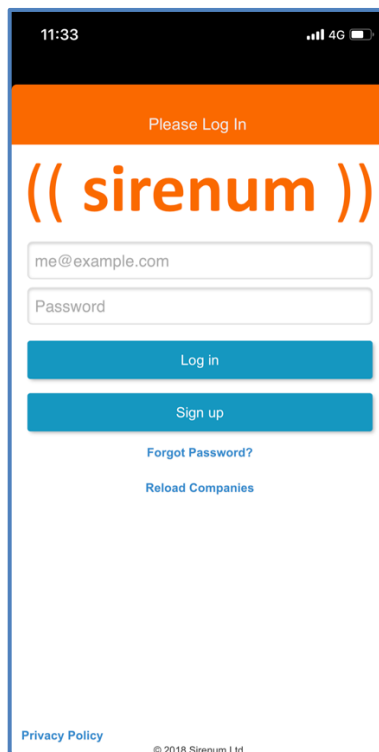 11:33 4G
Please Log In
(( sirenum ))
me@example.com
Password
Log in
Sign up
Forgot Password?
Reload Companies
Privacy Policy
© 2018 Sirenum Ltd